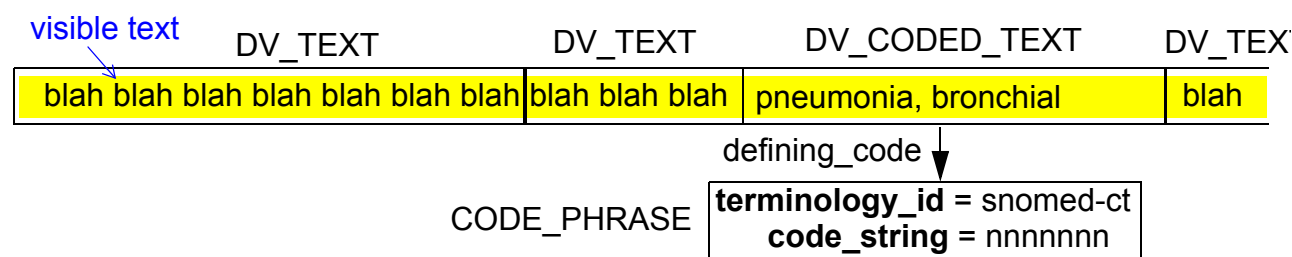 visible text
DV_TEXT DV_TEXT DV_CODED_TEXT DV_TEX
blah blah blah blah blah blah blah blah blah blah pneumonia, bronchial blah
defining_code
CODE_PHRASE terminology_id = snomed-ct
code_string = nnnnnnn